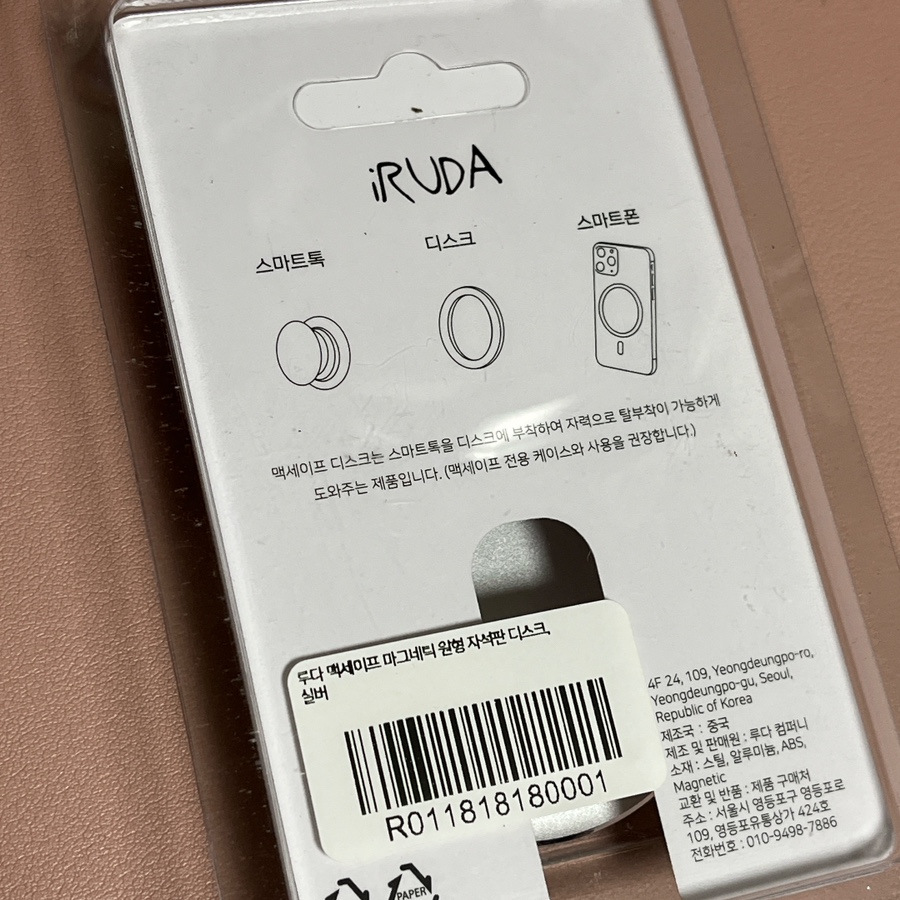 iRUDA
스마트톡
디스크
스마트폰
맥세이프 디스크는 스마트톡을 디스크에 부착하여 자력으로 탈부착이 가능하게
도와주는 제품입니다. (맥세이프 전용 케이스와 사용을 권장합니다.)
루다 맥세이프 마그네틱 원형 자석판 디스크,
실버
R011818180001
4F 24, 109, Yeongdeungpo-ro,
Yeongdeungpo-gu, Seoul,
Republic of Korea
제조국 : 중국
제조 및 판매원 : 루다 컴퍼니
소재 : 스틸, 알루미늄, ABS,
Magnetic
교환 및 반품 : 제품 구매처
주소 : 서울시 영등포구 영등포로
109, 영등포유통상가 424호
전화번호 : 010-9498-7886
PAPER